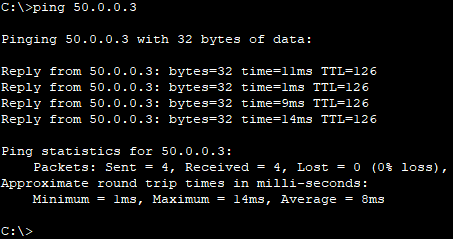 C:\>ping 50.0.0.3
Pinging 50.0.0.3 with 32 bytes of data:
Reply from 50.0.0.3: bytes=32 time=11ms TTL=126
Reply from 50.0.0.3: bytes=32 time=1ms TTL=126
Reply from 50.0.0.3: bytes=32 time=9ms TTL=126
Reply from 50.0.0.3: bytes=32 time=14ms TTL=126
Ping statistics for 50.0.0.3:
    Packets: Sent = 4, Received = 4, Lost = 0 (0% loss),
Approximate round trip times in milli-seconds:
    Minimum = 1ms, Maximum = 14ms, Average = 8ms
C:\>